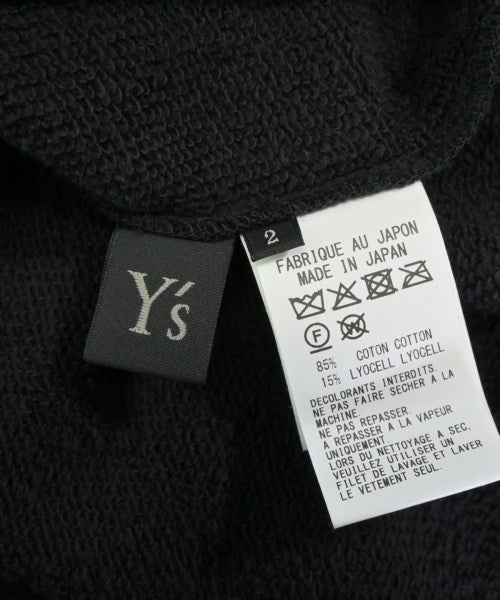 Y's
2
FABRIQUE AU JAPON
MADE IN JAPAN
F
W
85% COTON COTTON
15% LYOCELL LYOCELL
DECOLORANTS INTERDITS.
NE PAS FAIRE SÉCHER À LA
MACHINE.
NE PAS REPASSER.
A REPASSER À LA VAPEUR
UNIQUEMENT.
LORS DU NETTOYAGE A SEC.
VEUILLEZ UTILISER UN
FILET DE LAVAGE ET LAVER
LE VETEMENT SEUL.